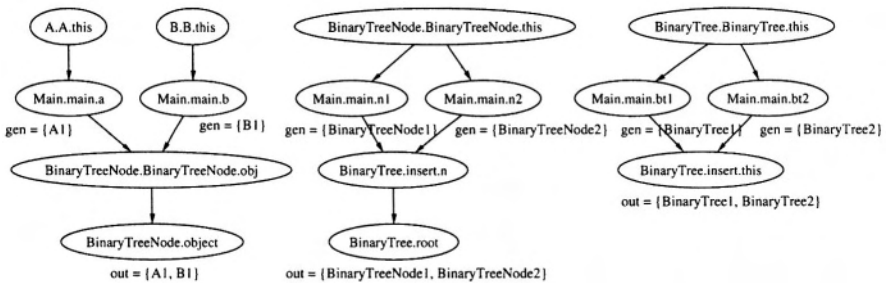 A.A.this
B.B.this
BinaryTreeNode.BinaryTreeNode.this
BinaryTree.BinaryTree.this
Main.main.a
Main.main.b
Main.main.n1
Main.main.n2
Main.main.bt1
Main.main.bt2
gen = {A1}
gen = {B1}
gen = {BinaryTreeNode1}
gen = {BinaryTreeNode2}
gen = {BinaryTree1}
gen = {BinaryTree2}
BinaryTreeNode.BinaryTreeNode.obj
BinaryTree.insert.n
BinaryTree.insert.this
out = {BinaryTree1, BinaryTree2}
BinaryTreeNode.object
BinaryTree.root
out = {A1, B1}
out = {BinaryTreeNode1, BinaryTreeNode2}